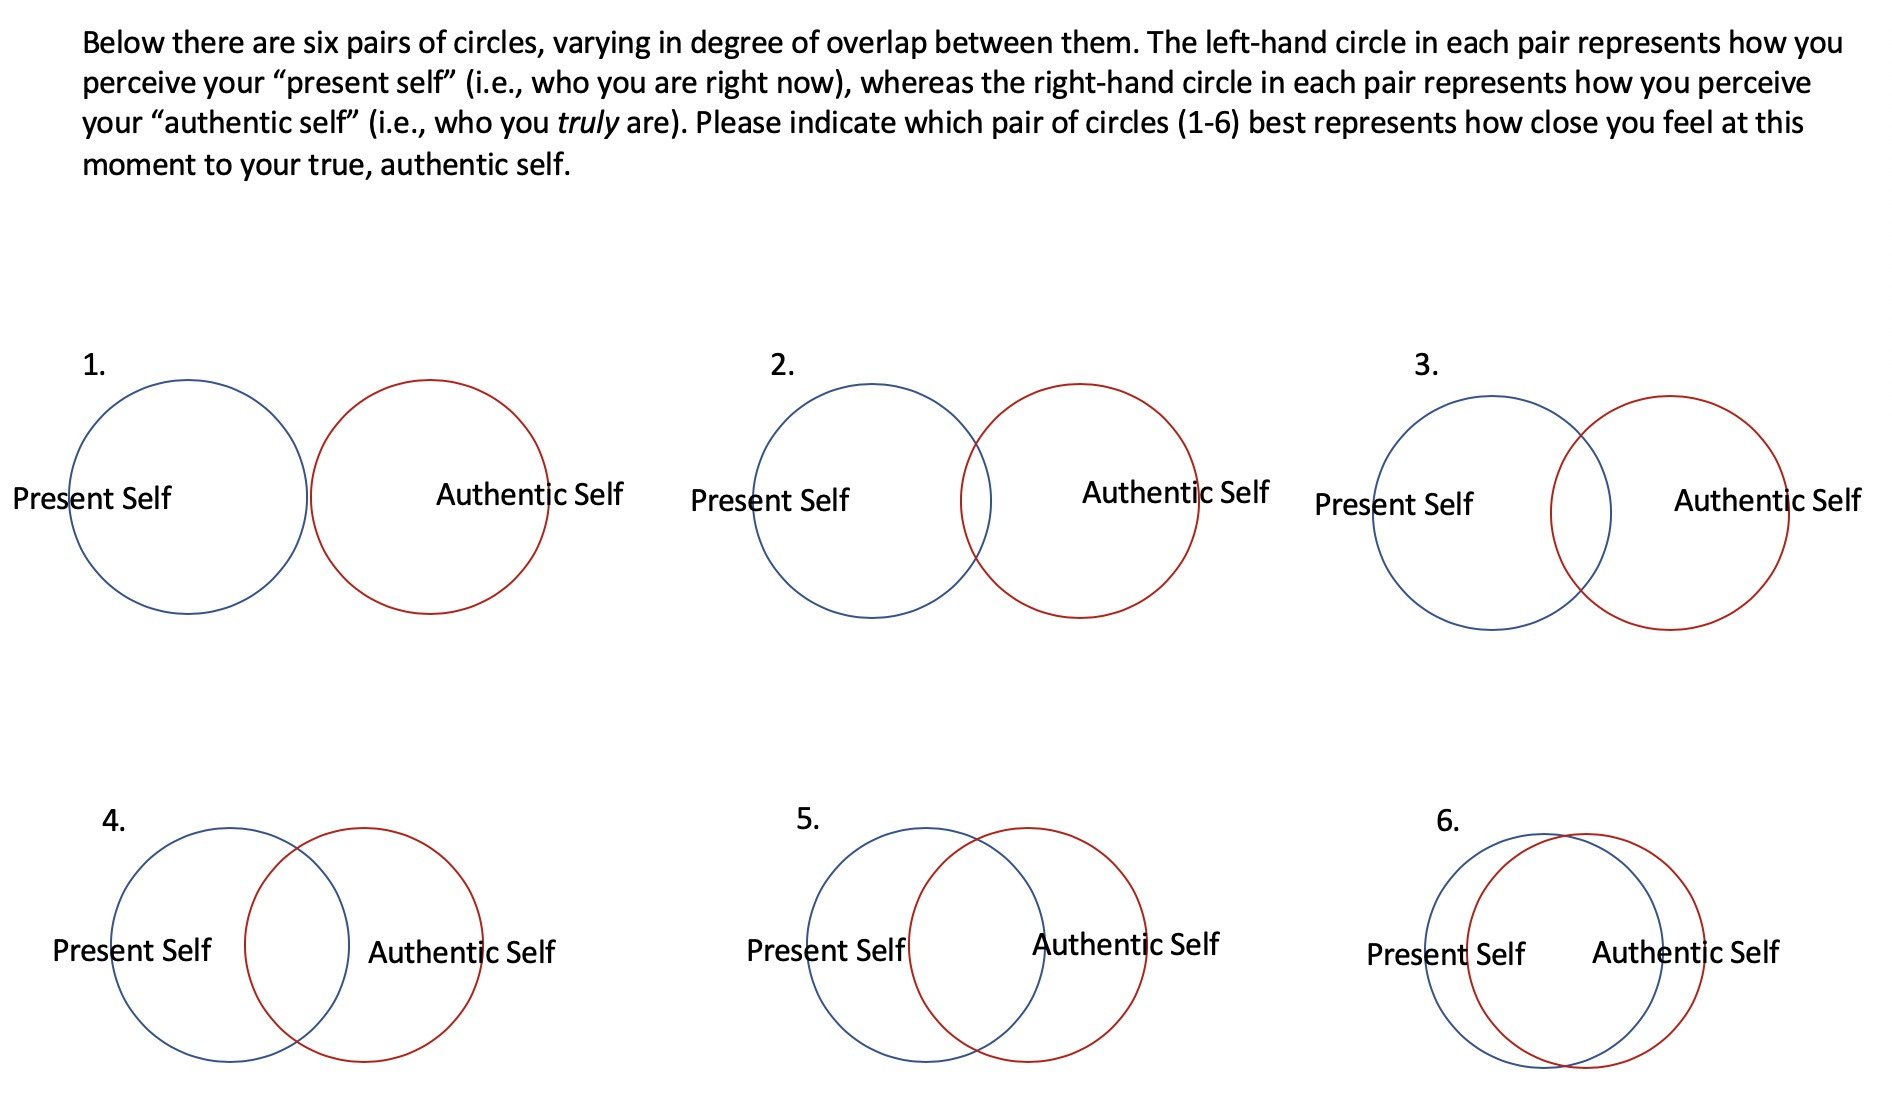 Below there are six pairs of circles, varying in degree of overlap between them. The left-hand circle in each pair represents how you
perceive your “present self” (i.e., who you are right now), whereas the right-hand circle in each pair represents how you perceive
your “authentic self” (i.e., who you truly are). Please indicate which pair of circles (1-6) best represents how close you feel at this
moment to your true, authentic self.
1.
Present Self
Authentic Self
2.
Present Self
Authentic Self
3.
Present Self
Authentic Self
4.
Present Self
Authentic Self
5.
Present Self
Authentic Self
6.
Present Self
Authentic Self